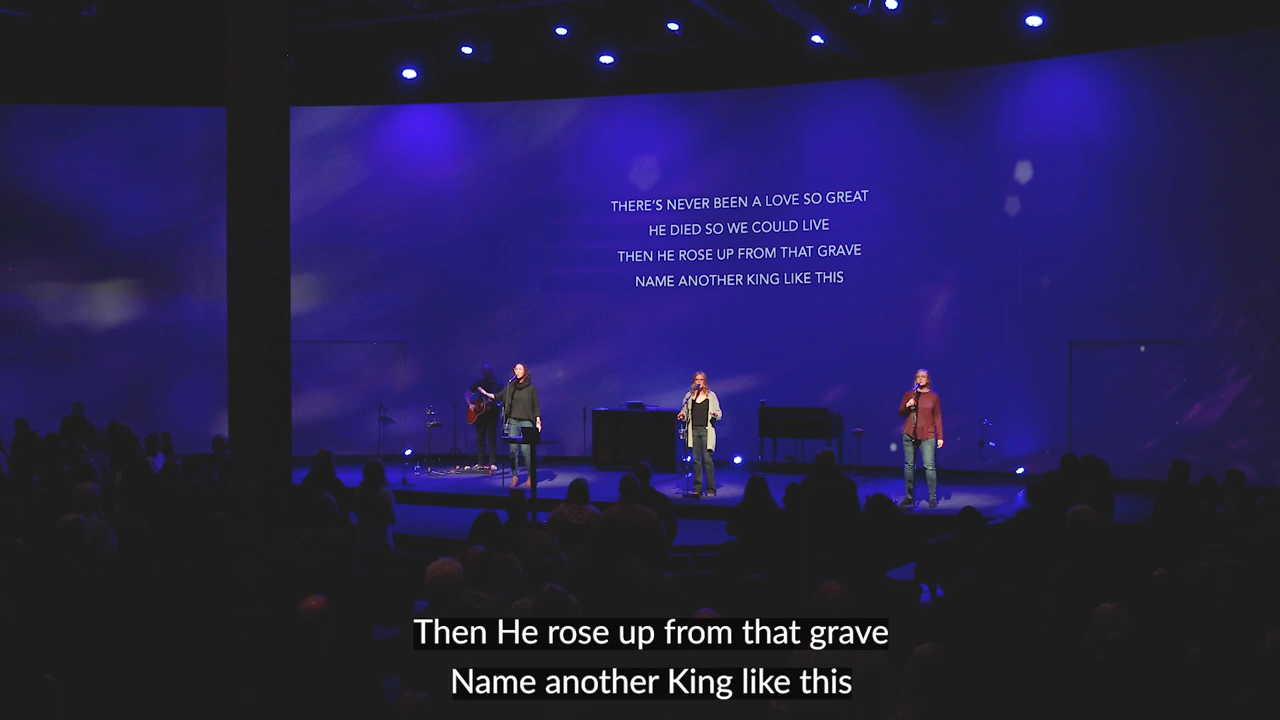 THERE'S NEVER BEEN A LOVE SO GREAT
HE DIED SO WE COULD LIVE
THEN HE ROSE UP FROM THAT GRAVE
NAME ANOTHER KING LIKE THIS
Then He rose up from that grave
Name another King like this